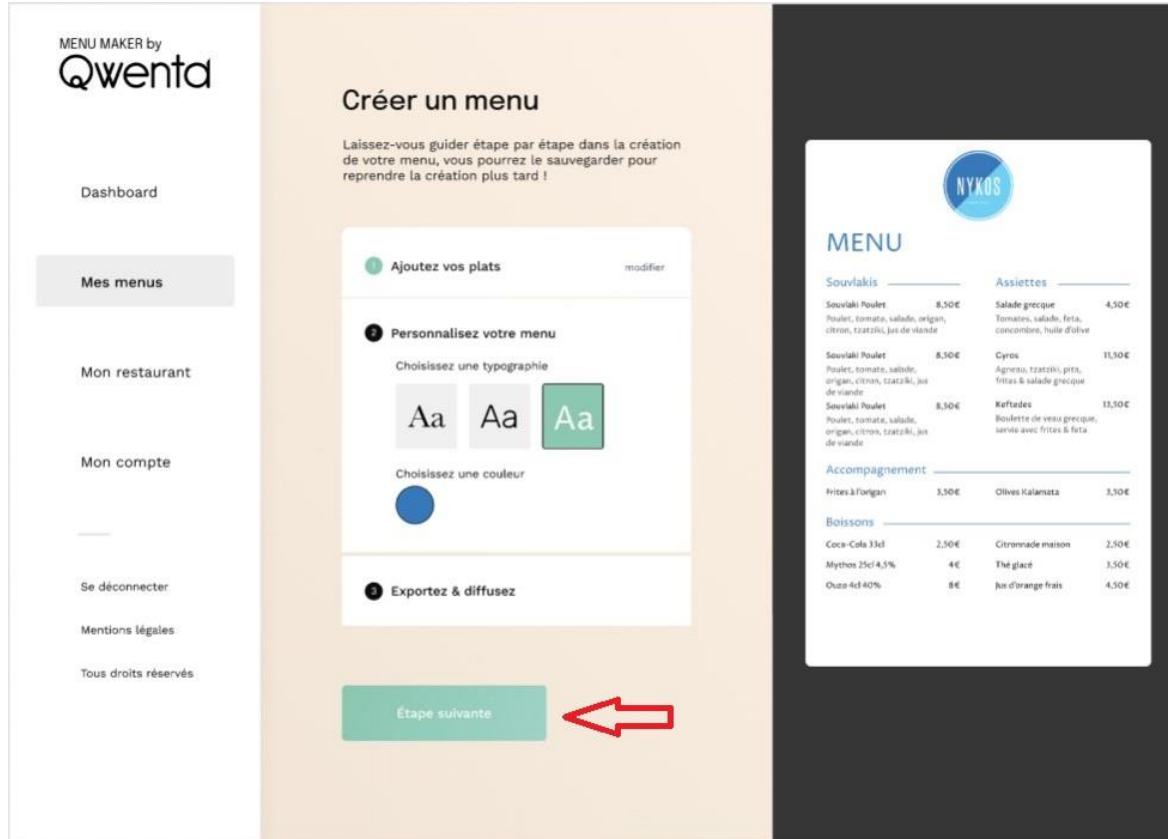 MENU MAKER by
Qwenta
Dashboard
Mes menus
Mon restaurant
Mon compte
Se déconnecter
Mentions légales
Tous droits réservés
Créer un menu
Laissez-vous guider étape par étape dans la création
de votre menu, vous pourrez le sauvegarder pour
reprendre la création plus tard !
1 Ajoutez vos plats modifier
2 Personnalisez votre menu
Choisissez une typographie
Aa Aa Aa
Choisissez une couleur
3 Exportez & diffusez
Étape suivante
NYKOS
MENU
Souvlakis
Souvlaki Poulet 8,50€
Poulet, tomate, salade, origan,
citron, tzatziki, jus de viande
Souvlaki Poulet 8,50€
Poulet, tomate, salade,
origan, citron, tzatziki, jus
de viande
Souvlaki Poulet 8,50€
Poulet, tomate, salade,
origan, citron, tzatziki, jus
de viande
Assiettes
Salade grecque 4,50€
Tomates, salade, feta,
concombre, huile d'olive
Gyros 11,50€
Agneau, tzatziki, pita,
frites & salade grecque
Keftedes 13,50€
Boulette de veau grecque,
servie avec frites & feta
Accompagnement
Frites à l'origan 3,50€
Olives Kalamata 3,50€
Boissons
Coca-Cola 33cl 2,50€
Mythos 25cl 4,5% 4€
Ouzo 4cl 40% 8€
Citronnade maison 2,50€
Thé glacé 3,50€
Jus d'orange frais 4,50€